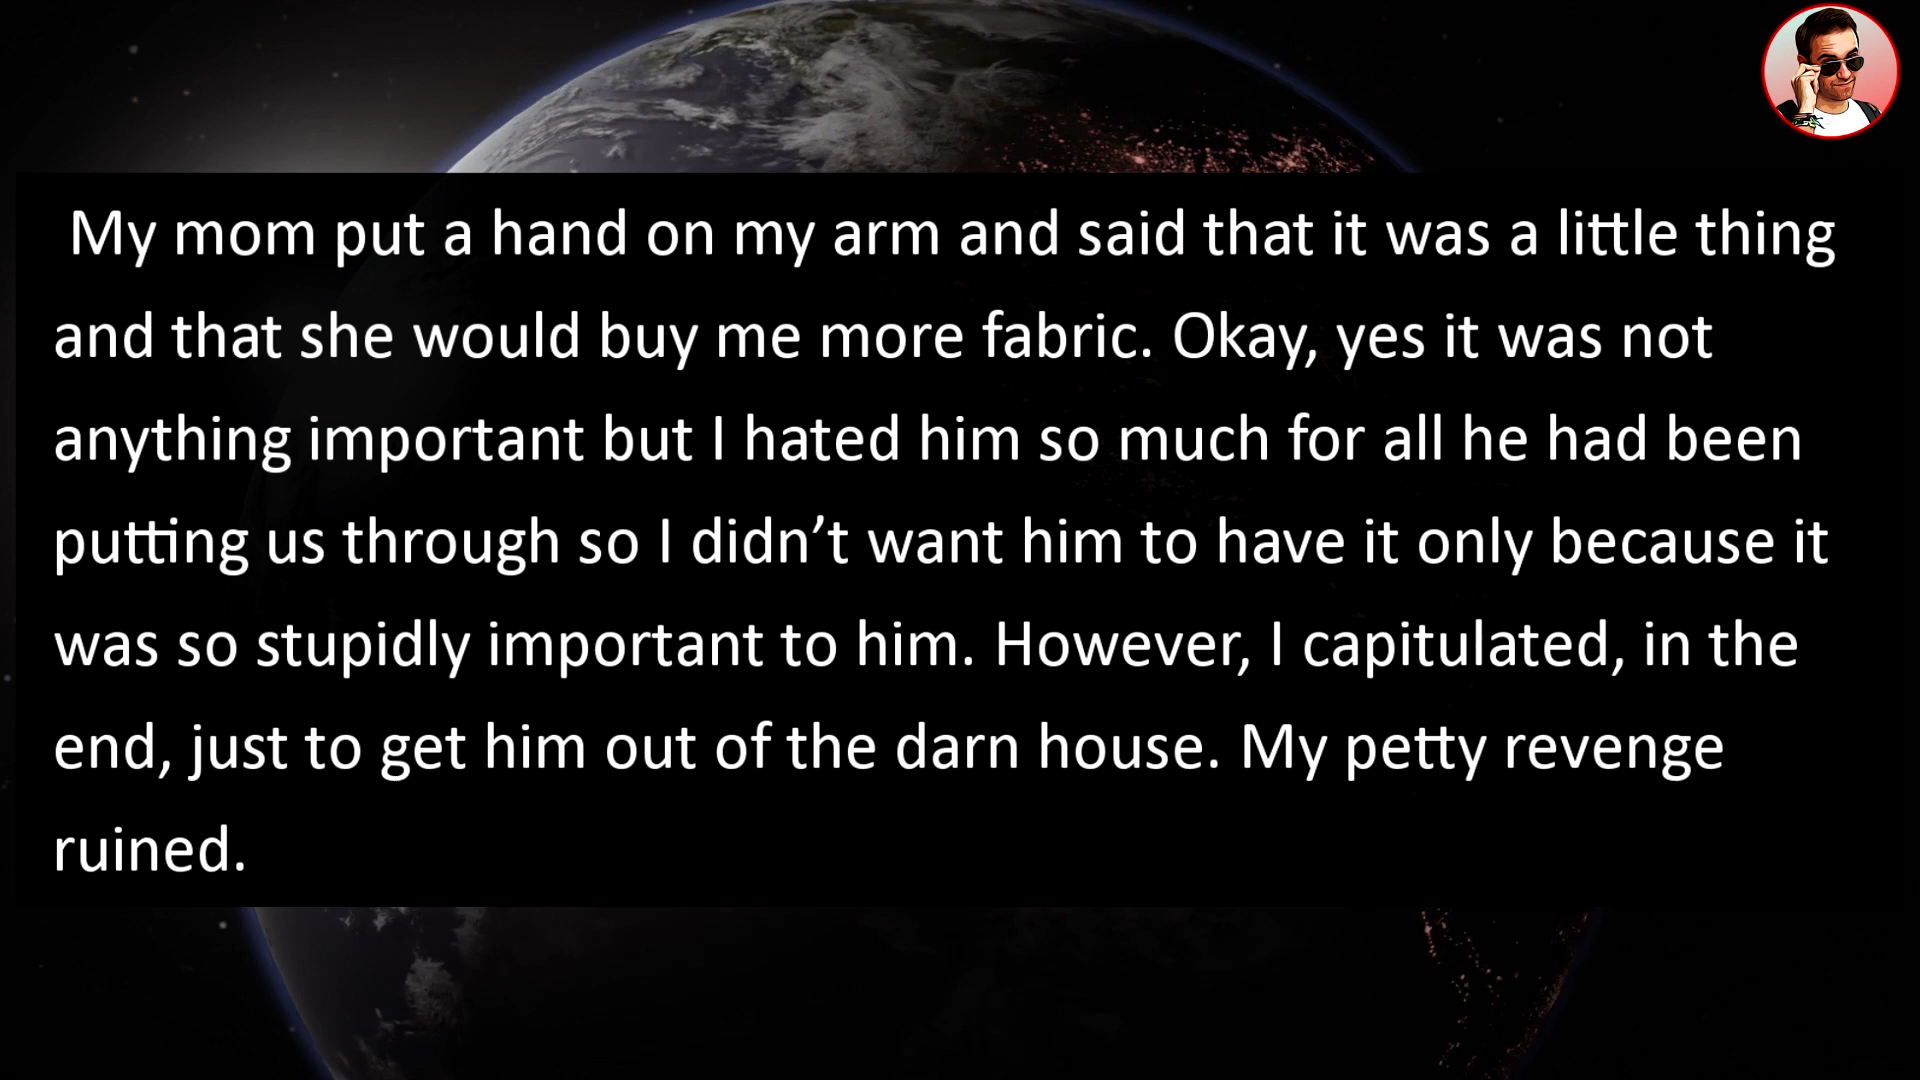 My mom put a hand on my arm and said that it was a little thing
and that she would buy me more fabric. Okay, yes it was not
anything important but I hated him so much for all he had been
putting us through so I didn’t want him to have it only because it
was so stupidly important to him. However, I capitulated, in the
end, just to get him out of the darn house. My petty revenge
ruined.